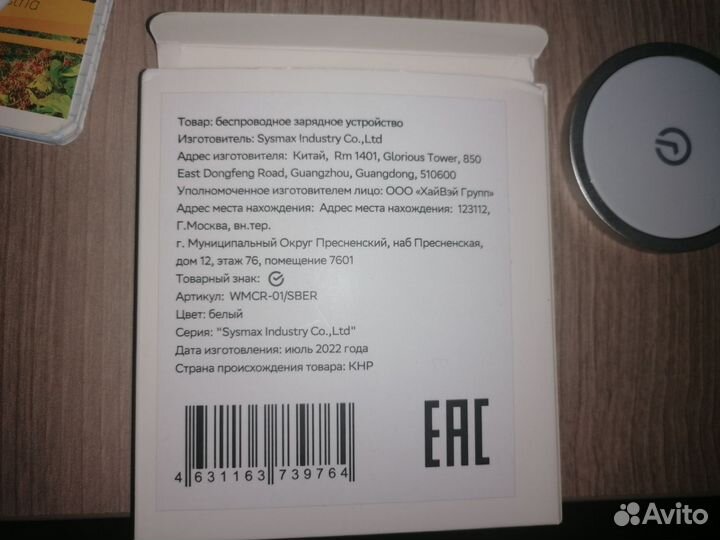 stria
Товар: беспроводное зарядное устройство
Изготовитель: Sysmax Industry Co.,Ltd
Адрес изготовителя: Китай, Rm 1401, Glorious Tower, 850
East Dongfeng Road, Guangzhou, Guangdong, 510600
Уполномоченное изготовителем лицо: ООО «ХайВэй Групп»
Адрес места нахождения: Адрес места нахождения: 123112,
Г.Москва, вн.тер.
г. Муниципальный Округ Пресненский, наб Пресненская,
дом 12, этаж 76, помещение 7601
Товарный знак:
Артикул: WMCR-01/SBER
Цвет: белый
Серия: "Sysmax Industry Co.,Ltd"
Дата изготовления: июль 2022 года
Страна происхождения товара: КНР
4 631163 739764
EAC
Avito